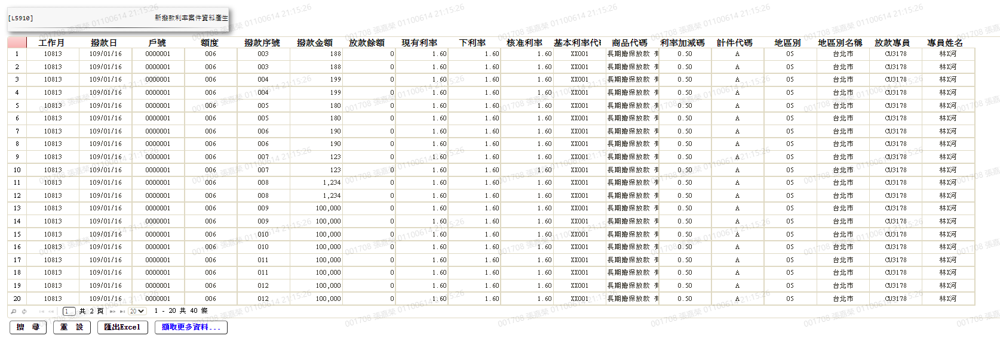 [L5910] 新撥款利率案件資料產生
工作月 撥款日 戶號 額度 撥款序號 撥款金額 放款餘額 現有利率 下利率 核准利率 基本利率代 商品代碼 利率加減碼 計件代碼 地區別 地區別名稱 放款專員 專員姓名
1 10813 109/01/16 0000001 006 003 188 0 1.60 1.60 1.60 XX001 長期擔保放款 有 0.50 A 05 台北市 CU3178 林X河
2 10813 109/01/16 0000001 006 003 188 0 1.60 1.60 1.60 XX001 長期擔保放款 有 0.50 A 05 台北市 CU3178 林X河
3 10813 109/01/16 0000001 006 004 199 0 1.60 1.60 1.60 XX001 長期擔保放款 有 0.50 A 05 台北市 CU3178 林X河
4 10813 109/01/16 0000001 006 004 199 0 1.60 1.60 1.60 XX001 長期擔保放款 有 0.50 A 05 台北市 CU3178 林X河
5 10813 109/01/16 0000001 006 005 180 0 1.60 1.60 1.60 XX001 長期擔保放款 有 0.50 A 05 台北市 CU3178 林X河
6 10813 109/01/16 0000001 006 005 180 0 1.60 1.60 1.60 XX001 長期擔保放款 有 0.50 A 05 台北市 CU3178 林X河
7 10813 109/01/16 0000001 006 006 190 0 1.60 1.60 1.60 XX001 長期擔保放款 有 0.50 A 05 台北市 CU3178 林X河
8 10813 109/01/16 0000001 006 006 190 0 1.60 1.60 1.60 XX001 長期擔保放款 有 0.50 A 05 台北市 CU3178 林X河
9 10813 109/01/16 0000001 006 007 123 0 1.60 1.60 1.60 XX001 長期擔保放款 有 0.50 A 05 台北市 CU3178 林X河
10 10813 109/01/16 0000001 006 007 123 0 1.60 1.60 1.60 XX001 長期擔保放款 有 0.50 A 05 台北市 CU3178 林X河
11 10813 109/01/16 0000001 006 008 1,234 0 1.60 1.60 1.60 XX001 長期擔保放款 有 0.50 A 05 台北市 CU3178 林X河
12 10813 109/01/16 0000001 006 008 1,234 0 1.60 1.60 1.60 XX001 長期擔保放款 有 0.50 A 05 台北市 CU3178 林X河
13 10813 109/01/16 0000001 006 009 100,000 0 1.60 1.60 1.60 XX001 長期擔保放款 有 0.50 A 05 台北市 CU3178 林X河
14 10813 109/01/16 0000001 006 009 100,000 0 1.60 1.60 1.60 XX001 長期擔保放款 有 0.50 A 05 台北市 CU3178 林X河
15 10813 109/01/16 0000001 006 010 100,000 0 1.60 1.60 1.60 XX001 長期擔保放款 有 0.50 A 05 台北市 CU3178 林X河
16 10813 109/01/16 0000001 006 010 100,000 0 1.60 1.60 1.60 XX001 長期擔保放款 有 0.50 A 05 台北市 CU3178 林X河
17 10813 109/01/16 0000001 006 011 100,000 0 1.60 1.60 1.60 XX001 長期擔保放款 有 0.50 A 05 台北市 CU3178 林X河
18 10813 109/01/16 0000001 006 011 100,000 0 1.60 1.60 1.60 XX001 長期擔保放款 有 0.50 A 05 台北市 CU3178 林X河
19 10813 109/01/16 0000001 006 012 100,000 0 1.60 1.60 1.60 XX001 長期擔保放款 有 0.50 A 05 台北市 CU3178 林X河
20 10813 109/01/16 0000001 006 012 100,000 0 1.60 1.60 1.60 XX001 長期擔保放款 有 0.50 A 05 台北市 CU3178 林X河
1 共 2 頁 20 1 - 20 共 40 條
搜 尋 重 設 匯出Excel 擷取更多資料...
001708 張嘉榮 01100614 21:15:26